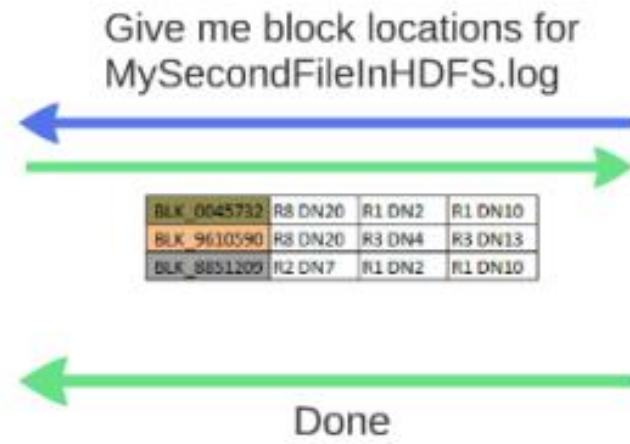 Give me block locations for
MySecondFileInHDFS.log
BLK_0045732 R8 DN20 R1 DN2 R1 DN10
BLK_9610590 R8 DN20 R3 DN4 R3 DN13
BLK_8851209 R2 DN7 R1 DN2 R1 DN10
Done